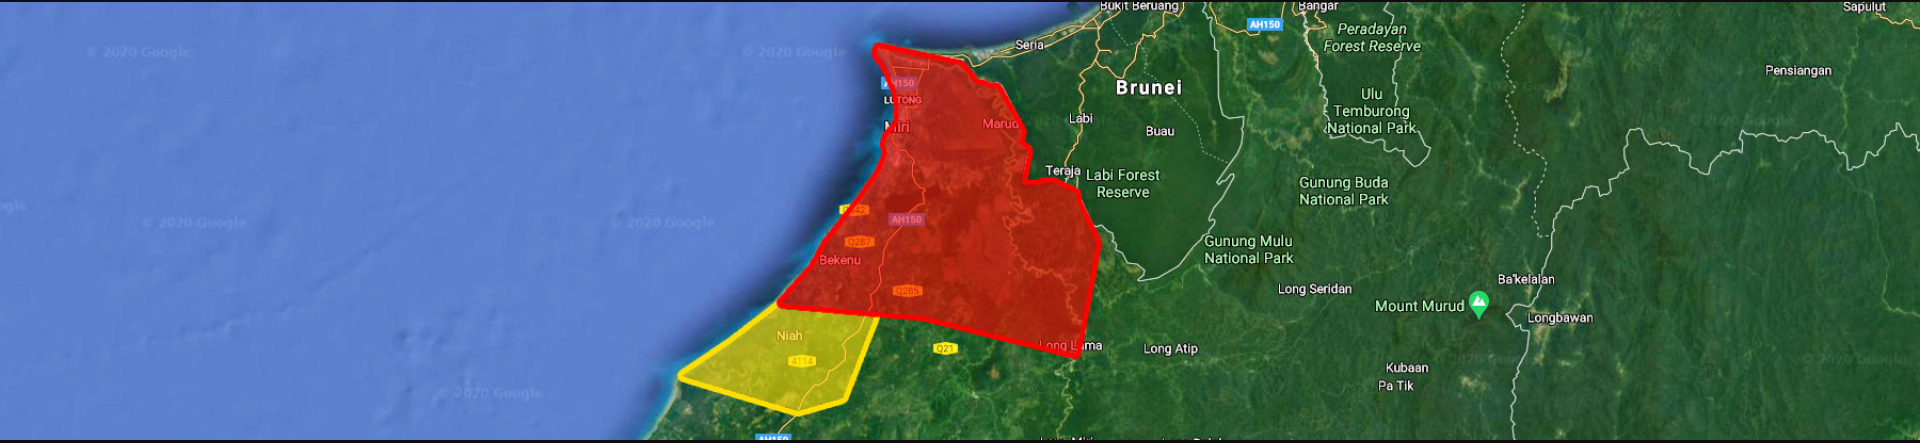 Bukit Beruang
Bangar
Sapulut
AH150
Peradayan
Forest Reserve
Seria
© 2020 Google
© 2020 Google
Pensiangan
AH150
Brunei
LUTONG
Ulu
Temburong
National Park
Labi
Marudi
Miri
Buau
Teraja
Labi Forest
Reserve
Gunung Buda
National Park
© 2020 Google
© 2020 Google
AH150
Q287
Gunung Mulu
National Park
Bekenu
Ba'kelalan
Long Seridan
Q285
Mount Murud
Longbawan
Niah
Long Lama
Q21
Long Atip
4114
Kubaan
Pa Tik
© 2020 Google
AH150